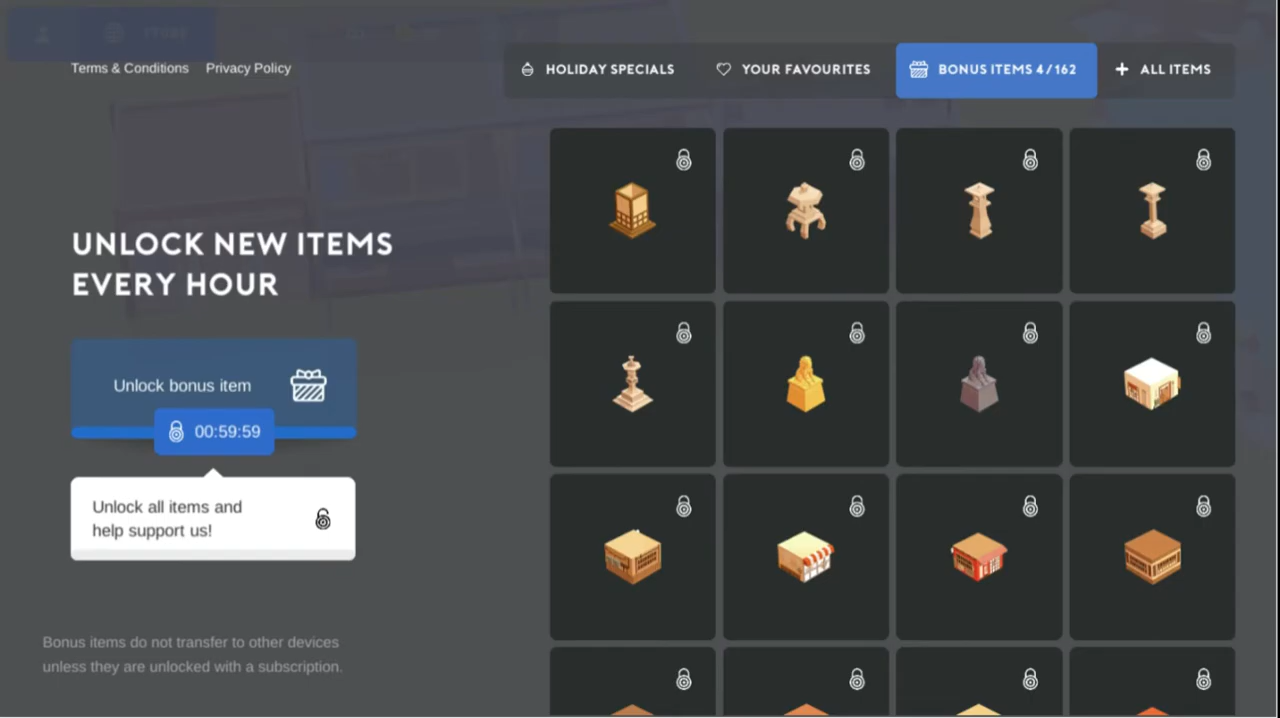 Terms & Conditions Privacy Policy
HOLIDAY SPECIALS YOUR FAVOURITES BONUS ITEMS 4/162 ALL ITEMS
UNLOCK NEW ITEMS
EVERY HOUR
Unlock bonus item
00:59:59
Unlock all items and
help support us!
Bonus items do not transfer to other devices
unless they are unlocked with a subscription.